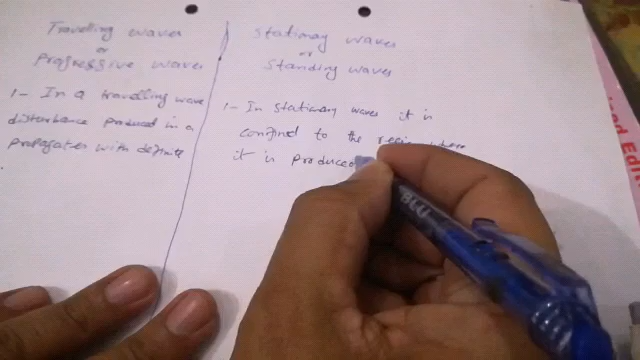 Travelling waves
or
Progressive waves
1- In a travelling wave
disturbance produced in a
propagates with definite
Stationary waves
or
Standing waves
1- In stationary waves it is
confind to the region where
it is produced